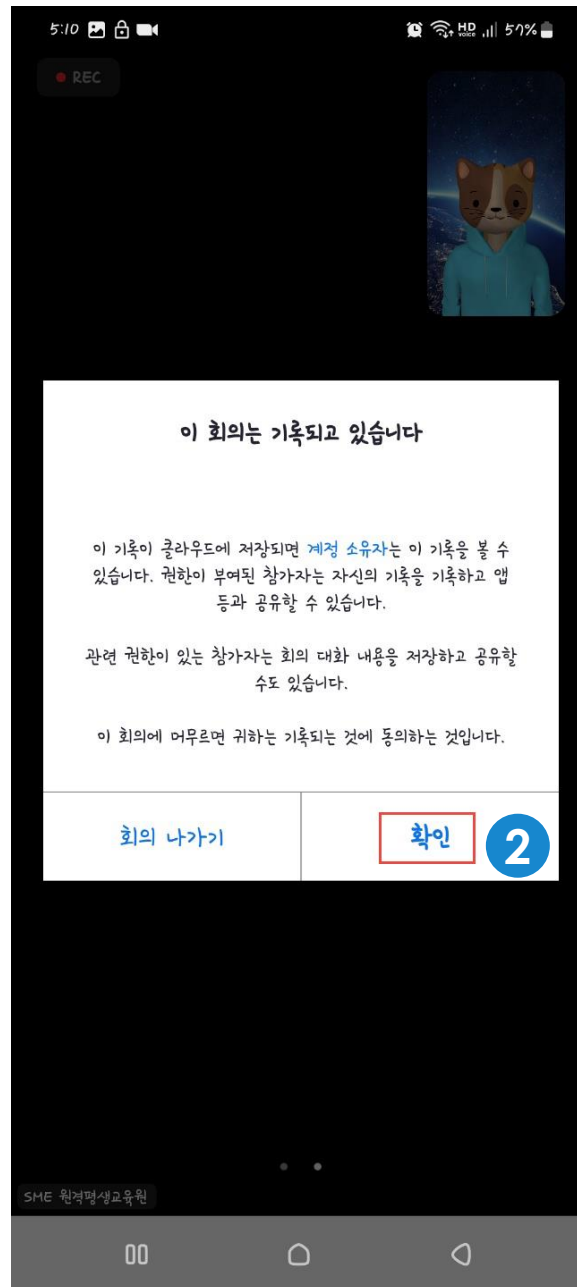 5:10
HD voice 57%
REC
이 회의는 기록되고 있습니다
이 기록이 클라우드에 저장되면 계정 소유자는 이 기록을 볼 수
있습니다. 권한이 부여된 참가자는 자신의 기록을 기록하고 앱
등과 공유할 수 있습니다.
관련 권한이 있는 참가자는 회의 대화 내용을 저장하고 공유할
수도 있습니다.
이 회의에 머무르면 귀하는 기록되는 것에 동의하는 것입니다.
회의 나가기
확인
2
SME 원격평생교육원